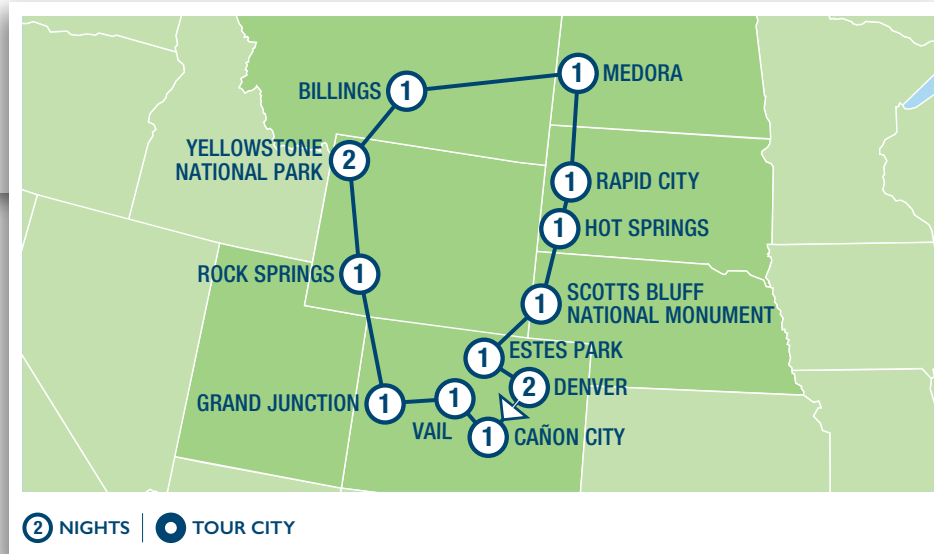 1 MEDORA
BILLINGS 1
YELLOWSTONE
NATIONAL PARK 2
1 RAPID CITY
1 HOT SPRINGS
ROCK SPRINGS 1
1 SCOTTS BLUFF
NATIONAL MONUMENT
1 ESTES PARK
2 DENVER
GRAND JUNCTION 1
1
VAIL
1 CAÑON CITY
2 NIGHTS | TOUR CITY